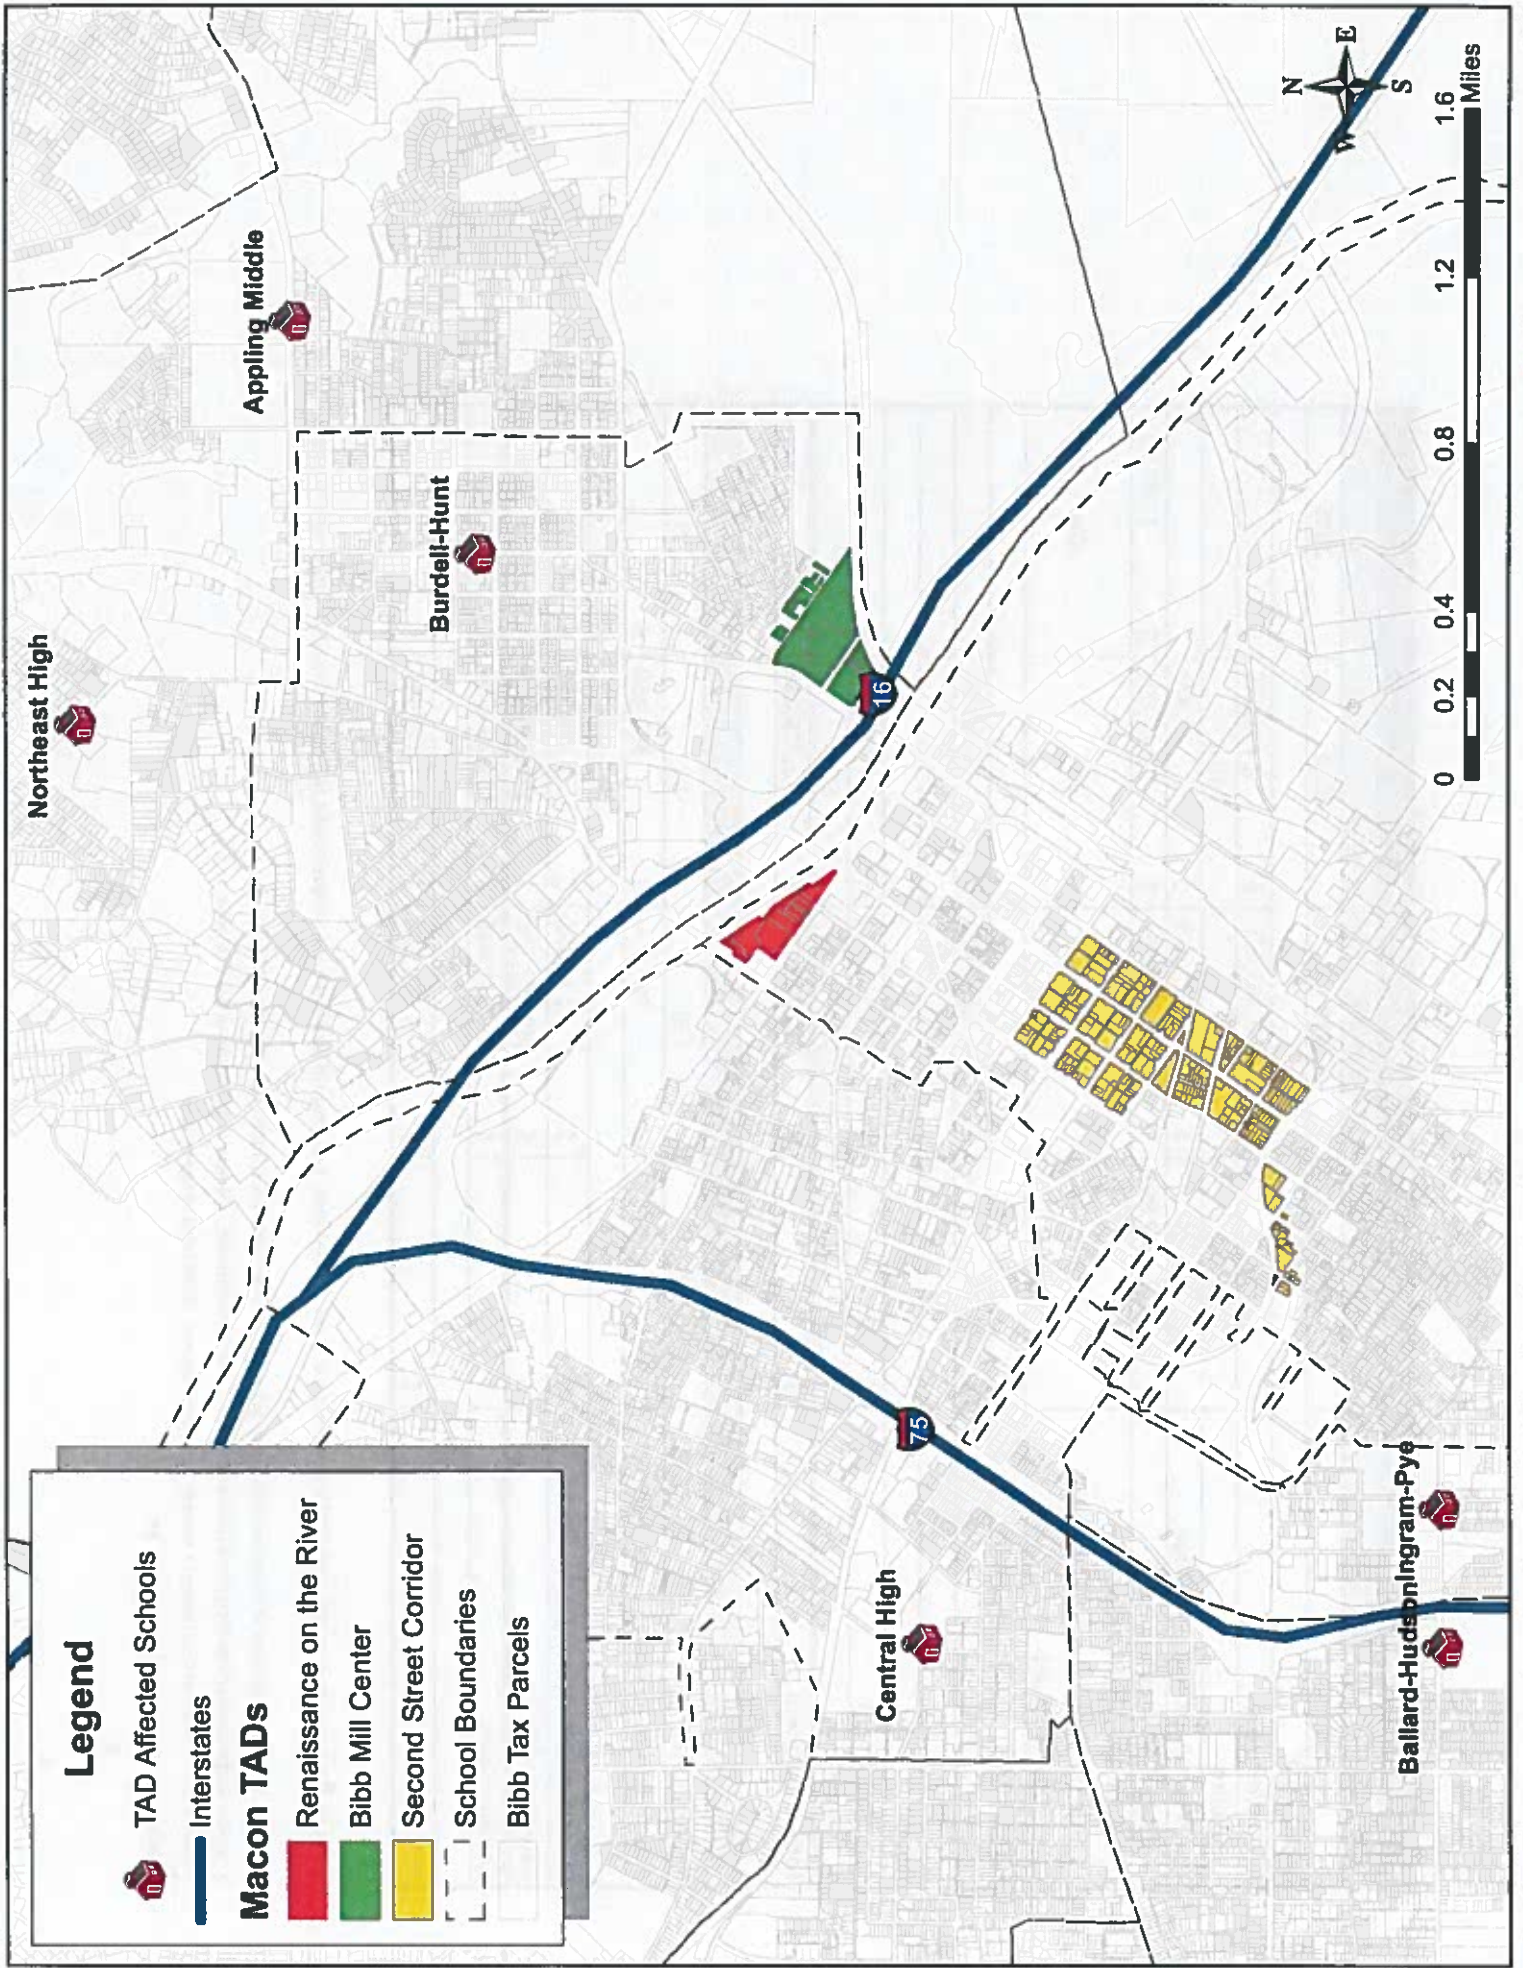 Legend
TAD Affected Schools
Interstates
Macon TADs
Renaissance on the River
Bibb Mill Center
Second Street Corridor
School Boundaries
Bibb Tax Parcels
Northeast High
Appling Middle
Burdell-Hunt
16
75
Central High
Ballard-Hudson
Ingram-Pye
N
W
E
S
0 0.2 0.4 0.8 1.2 1.6
Miles